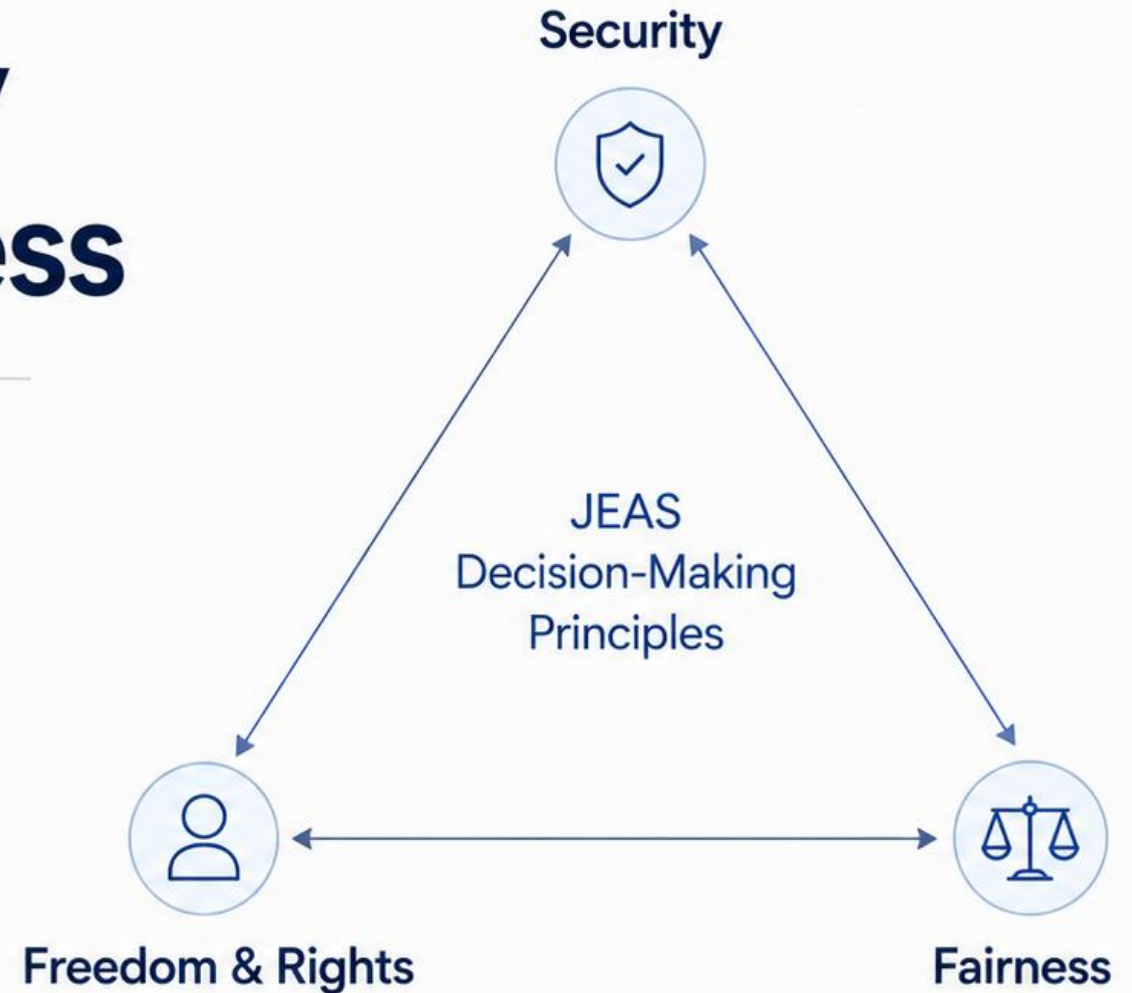 Security
ess
JEAS
Decision-Making
Principles
Freedom & Rights
Fairness